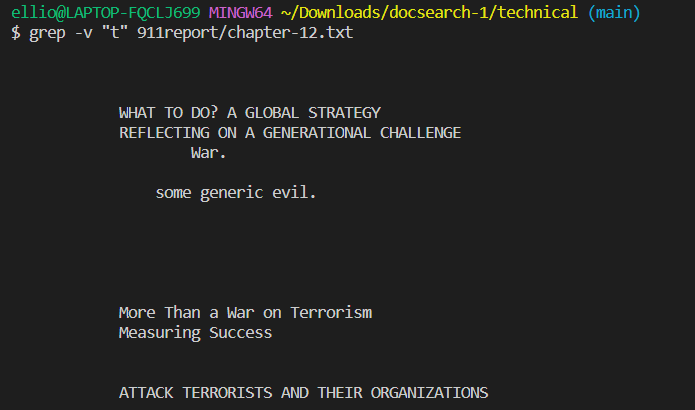 ellio@LAPTOP-FQCLJ699 MINGW64 ~/Downloads/docsearch-1/technical (main)
$ grep -v "t" 911report/chapter-12.txt
WHAT TO DO? A GLOBAL STRATEGY
REFLECTING ON A GENERATIONAL CHALLENGE
War.
some generic evil.
More Than a War on Terrorism
Measuring Success
ATTACK TERRORISTS AND THEIR ORGANIZATIONS